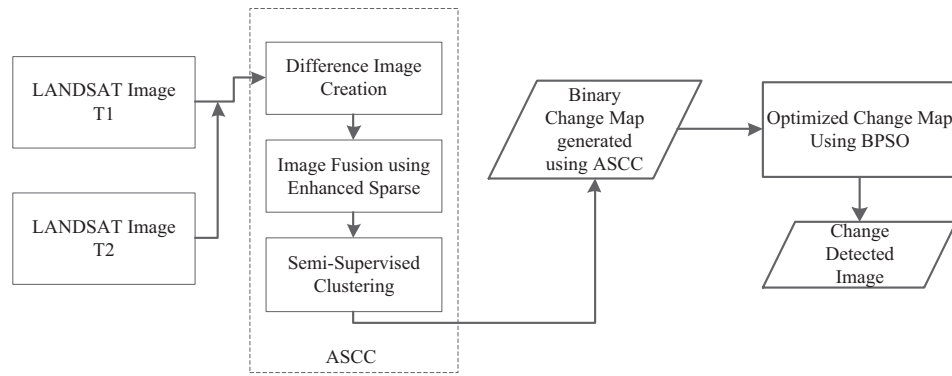 LANDSAT Image
T1
LANDSAT Image
T2
Difference Image
Creation
Image Fusion using
Enhanced Sparse
Semi-Supervised
Clustering
ASCC
Binary
Change Map
generated
using ASCC
Optimized Change Map
Using BPSO
Change
Detected
Image